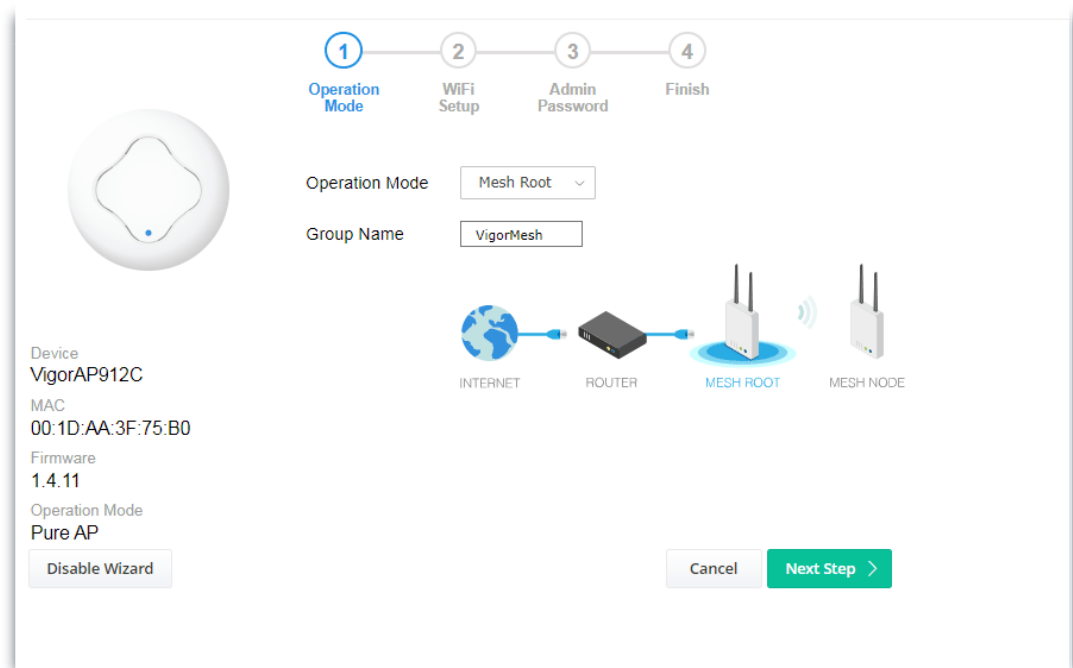 1
2
3
4
Operation
Mode
WiFi
Setup
Admin
Password
Finish
Operation Mode
Mesh Root
Group Name
VigorMesh
INTERNET
ROUTER
MESH ROOT
MESH NODE
Device
VigorAP912C
MAC
00:1D:AA:3F:75:B0
Firmware
1.4.11
Operation Mode
Pure AP
Disable Wizard
Cancel
Next Step